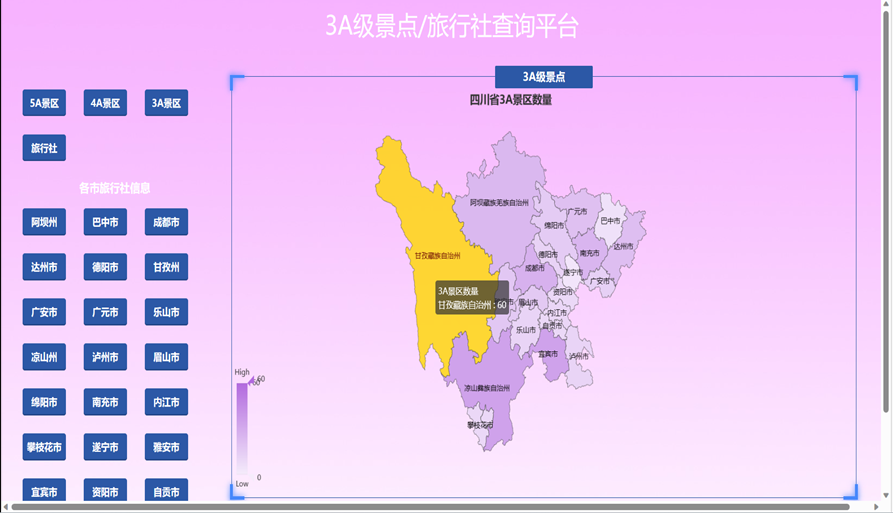 3A级景点/旅行社查询平台
5A景区 4A景区 3A景区
旅行社
各市旅行社信息
阿坝州 巴中市 成都市
达州市 德阳市 甘孜州
广安市 广元市 乐山市
凉山州 泸州市 眉山市
绵阳市 南充市 内江市
攀枝花市 遂宁市 雅安市
宜宾市 资阳市 自贡市
3A级景点
四川省3A景区数量
阿坝藏族羌族自治州
广元市
巴中市
绵阳市
达州市
南充市
德阳市
甘孜藏族自治州
成都市
遂宁市
广安市
资阳市
3A景区数量
甘孜藏族自治州 : 60
眉山市
内江市
自贡市
乐山市
宜宾市
泸州市
凉山彝族自治州
攀枝花市
High
60
60
0
Low